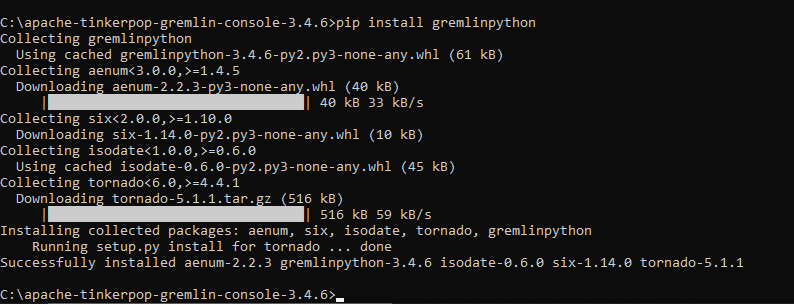 C:\apache-tinkerpop-gremlin-console-3.4.6>pip install gremlinpython
Collecting gremlinpython
  Using cached gremlinpython-3.4.6-py2.py3-none-any.whl (61 kB)
Collecting aenum<3.0.0,>=1.4.5
  Downloading aenum-2.2.3-py3-none-any.whl (40 kB)
     |████████████████████████████████| 40 kB 33 kB/s
Collecting six<2.0.0,>=1.10.0
  Downloading six-1.14.0-py2.py3-none-any.whl (10 kB)
Collecting isodate<1.0.0,>=0.6.0
  Using cached isodate-0.6.0-py2.py3-none-any.whl (45 kB)
Collecting tornado<6.0,>=4.4.1
  Downloading tornado-5.1.1.tar.gz (516 kB)
     |████████████████████████████████| 516 kB 59 kB/s
Installing collected packages: aenum, six, isodate, tornado, gremlinpython
    Running setup.py install for tornado ... done
Successfully installed aenum-2.2.3 gremlinpython-3.4.6 isodate-0.6.0 six-1.14.0 tornado-5.1.1
C:\apache-tinkerpop-gremlin-console-3.4.6>